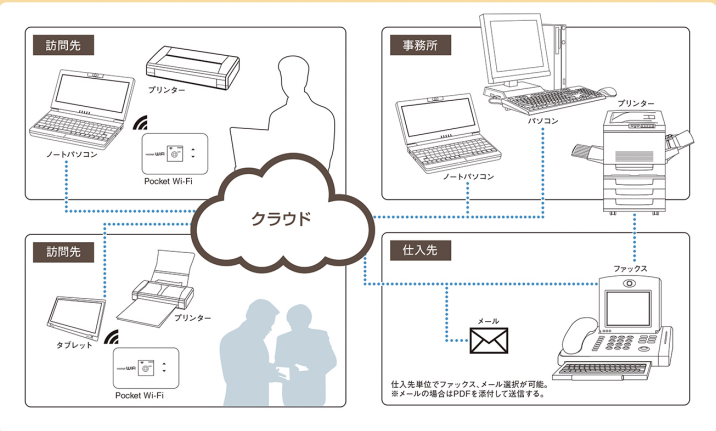 訪問先
プリンター
ノートパソコン
Pocket WiFi
Pocket Wi-Fi
事務所
パソコン
プリンター
ノートパソコン
クラウド
訪問先
プリンター
タブレット
Pocket WiFi
Pocket Wi-Fi
仕入先
ファックス
メール
仕入先単位でファックス、メール選択が可能。
※メールの場合はPDFを添付して送信する。